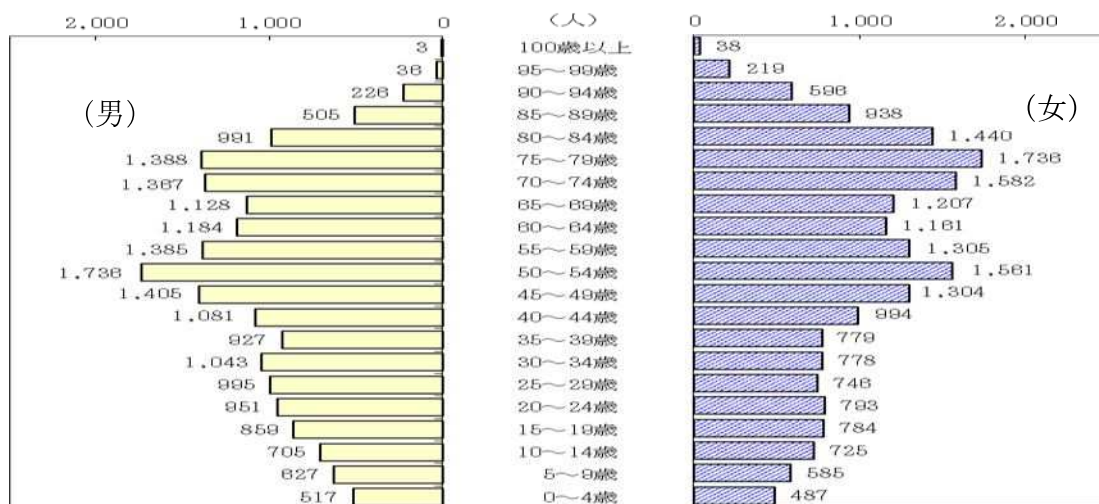 2.000 1.000 0 (人) 0 1.000 2.000
3 100歳以上 38
36 95～99歳 219
226 90～94歳 596
(男) 505 85～89歳 938 (女)
991 80～84歳 1.440
1.388 75～79歳 1.736
1.367 70～74歳 1.582
1.128 65～69歳 1.207
1.184 60～64歳 1.161
1.385 55～59歳 1.305
1.736 50～54歳 1.561
1.405 45～49歳 1.304
1.081 40～44歳 994
927 35～39歳 779
1.043 30～34歳 778
995 25～29歳 746
951 20～24歳 793
859 15～19歳 784
705 10～14歳 725
627 5～9歳 585
517 0～4歳 487